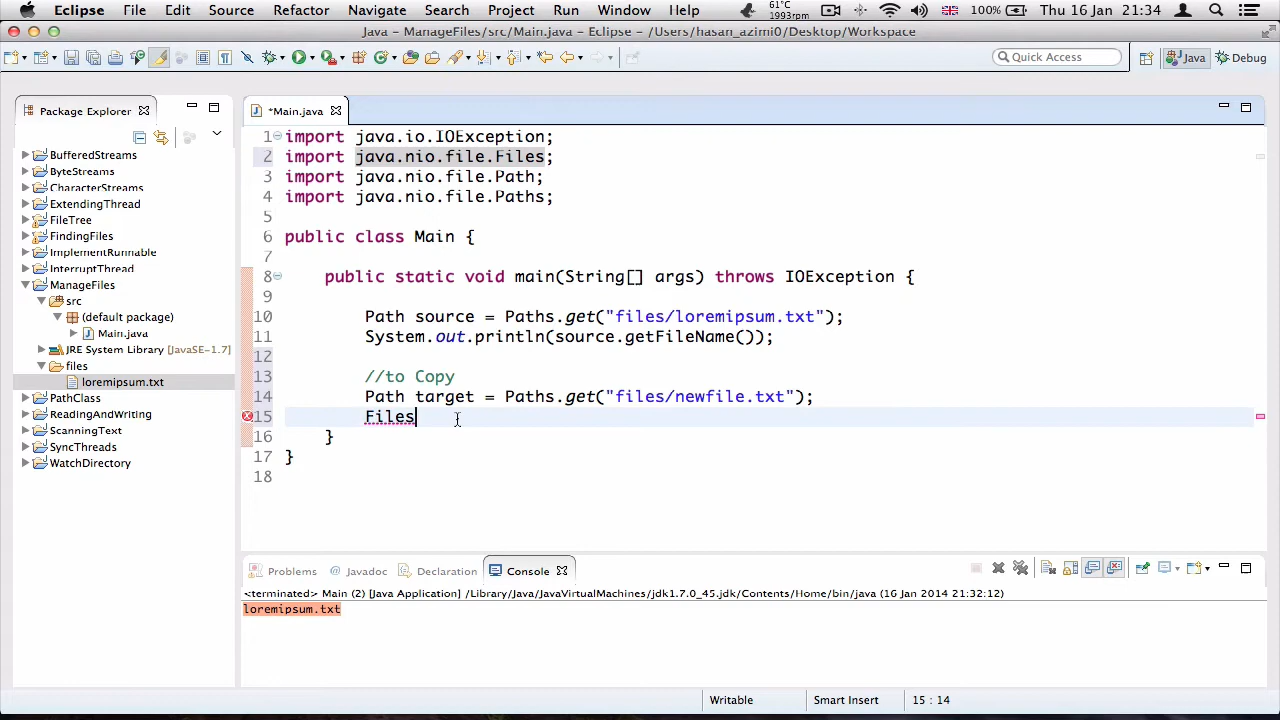 Eclipse File Edit Source Refactor Navigate Search Project Run Window Help 61°C 1993rpm 100% Thu 16 Jan 21:34
Java - ManageFiles/src/Main.java - Eclipse - /Users/husan_azimi0/Desktop/Workspace
Quick Access Java Debug
Package Explorer
*Main.java
BufferedStreams
ByteStreams
CharacterStreams
ExtendingThread
FileTree
FindingFiles
ImplementRunnable
InterruptThread
ManageFiles
src
(default package)
Main.java
JRE System Library [JavaSE-1.7]
files
loremipsum.txt
PathClass
ReadingAndWriting
ScanningText
SyncThreads
WatchDirectory
1 import java.io.IOException;
2 import java.nio.file.Files;
3 import java.nio.file.Path;
4 import java.nio.file.Paths;
5
6 public class Main {
7
8 public static void main(String[] args) throws IOException {
9
10 Path source = Paths.get("files/loremipsum.txt");
11 System.out.println(source.getFileName());
12
13 //to Copy
14 Path target = Paths.get("files/newfile.txt");
15 Files
16 }
17 }
18
Problems @ Javadoc Declaration Console
<terminated> Main (2) [Java Application] /Library/Java/JavaVirtualMachines/jdk1.7.0_45.jdk/Contents/Home/bin/java (16 Jan 2014 21:32:12)
loremipsum.txt
Writable Smart Insert 15 : 14